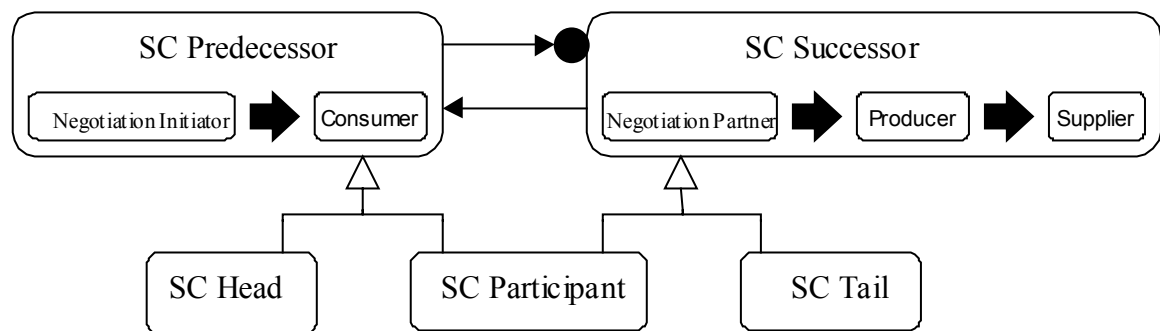 SC Predecessor
SC Successor
Negotiation Initiator
Consumer
Negotiation Partner
Producer
Supplier
SC Head
SC Participant
SC Tail